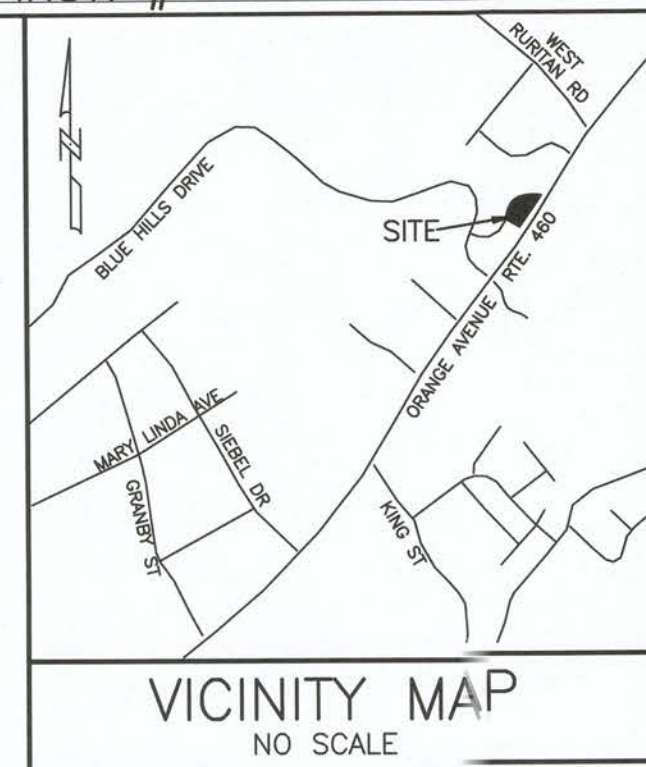 N
WEST
RURITAN RD
BLUE HILLS DRIVE
SITE
ORANGE AVENUE RTE. 460
MARY LINDA AVE
SIEBEL DR
GRANBY ST
KING ST
VICINITY MAP
NO SCALE